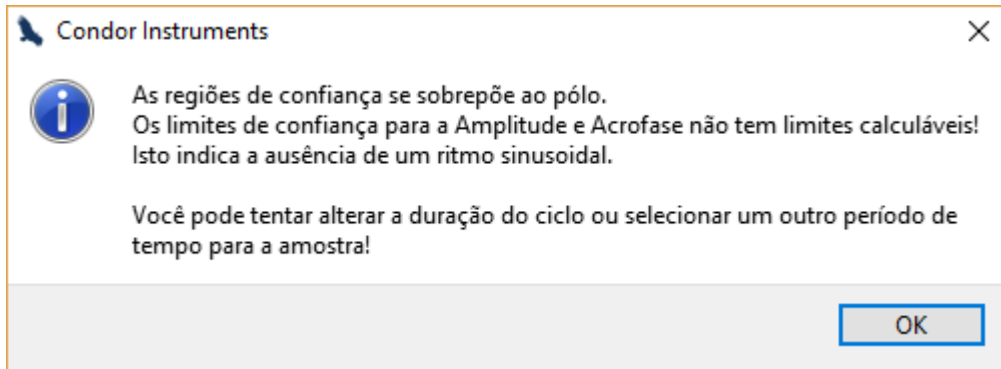 Condor Instruments
As regiões de confiança se sobrepõe ao pólo.
Os limites de confiança para a Amplitude e Acrofase não tem limites calculáveis!
Isto indica a ausência de um ritmo sinusoidal.
Você pode tentar alterar a duração do ciclo ou selecionar um outro período de
tempo para a amostra!
OK